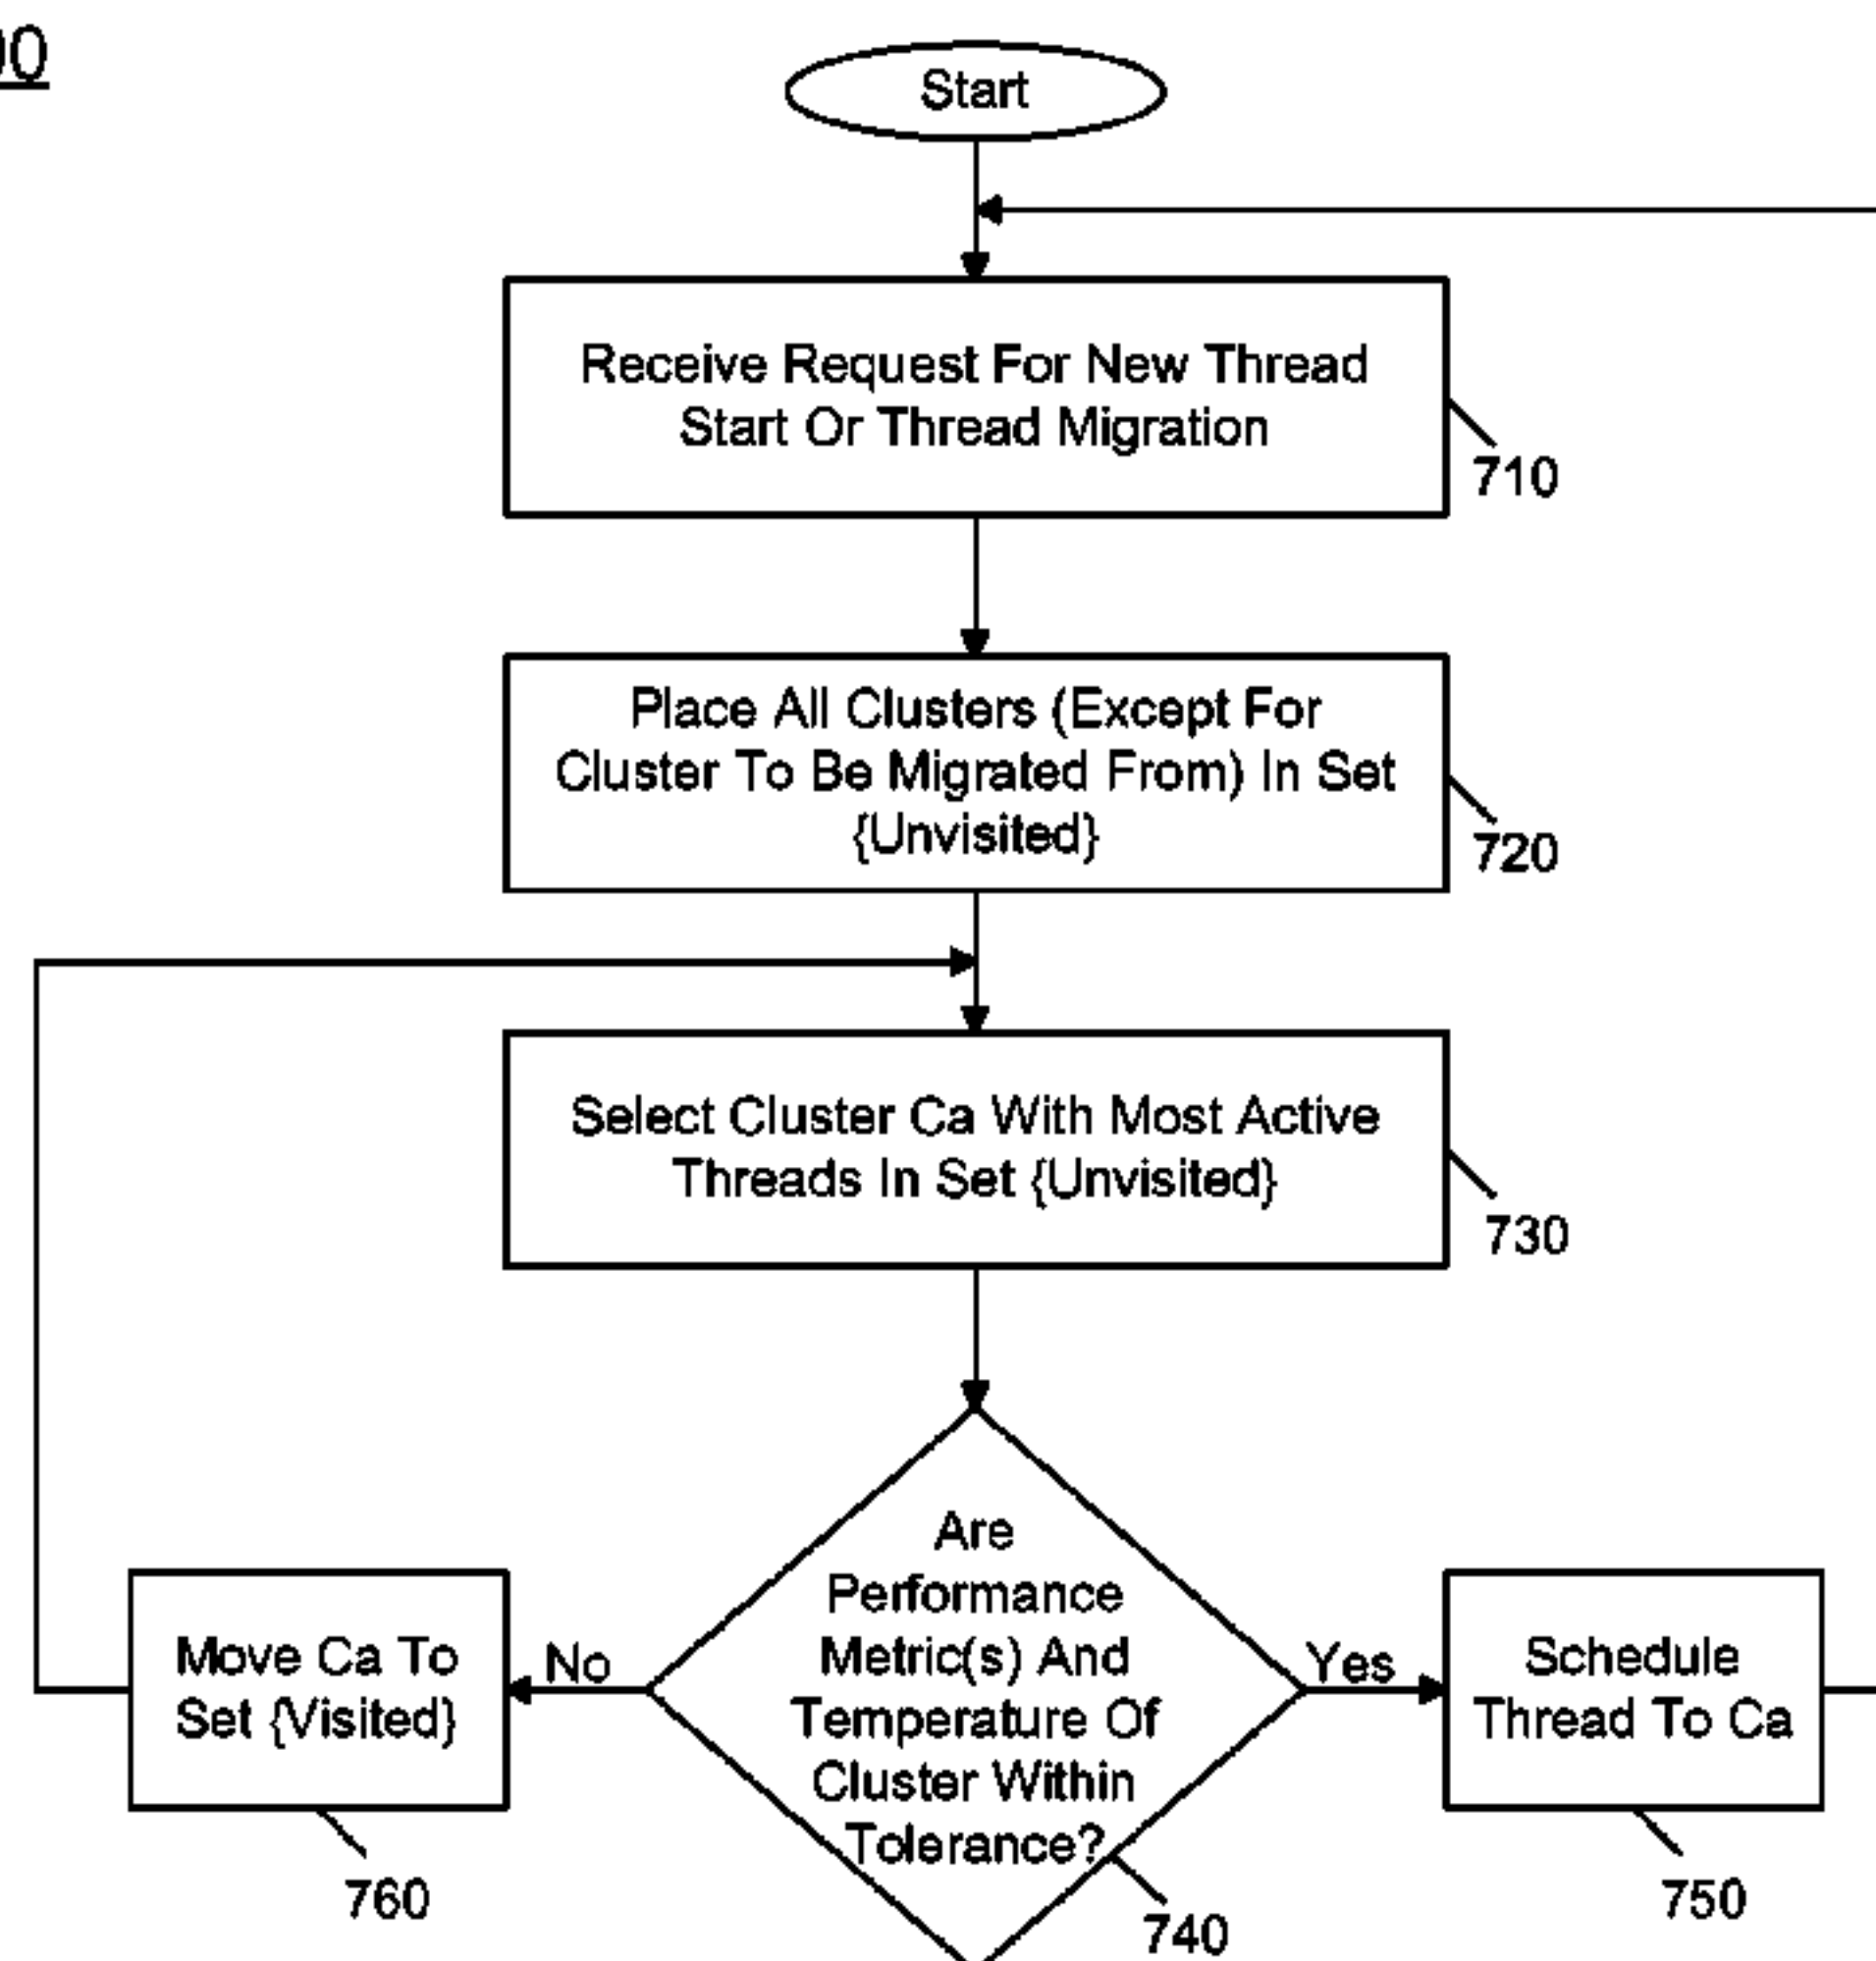 00
Start
Receive Request For New Thread
Start Or Thread Migration
710
Place All Clusters (Except For
Cluster To Be Migrated From) In Set
{Unvisited}
720
Select Cluster Ca With Most Active
Threads In Set {Unvisited}
730
Are
Performance
Metric(s) And
Temperature Of
Cluster Within
Tolerance?
740
No
Move Ca To
Set {Visited}
760
Yes
Schedule
Thread To Ca
750